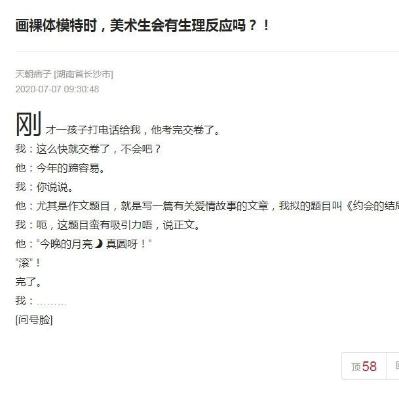 画裸体模特时，美术生会有生理反应吗？！
天朝痞子 [湖南省长沙市]
2020-07-07 09:30:48
刚才一孩子打电话给我，他考完交卷了。
我：这么快就交卷了，不会吧？
他：今年的蹄容易。
我：你说说。
他：尤其是作文题目，就是写一篇有关爱情故事的文章，我拟的题目叫《约会的结
我：呃，这题目蛮有吸引力唔，说正文。
他："今晚的月亮🌙真圆呀！"
"滚"！
完了。
我：………
[问号脸]
顶58